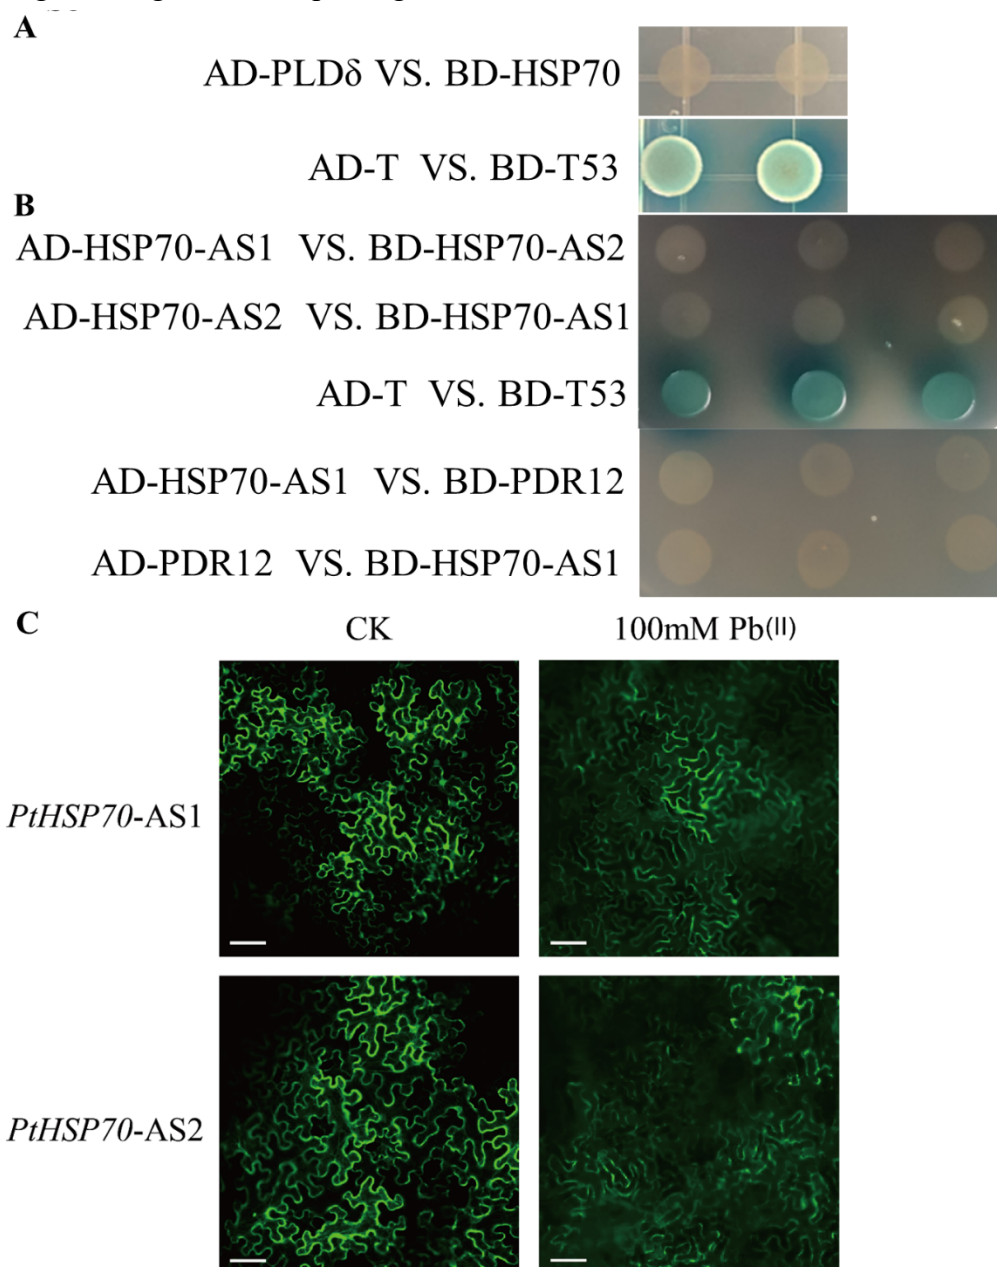 A
AD-PLDδ VS. BD-HSP70
AD-T VS. BD-T53
B
AD-HSP70-AS1 VS. BD-HSP70-AS2
AD-HSP70-AS2 VS. BD-HSP70-AS1
AD-T VS. BD-T53
AD-HSP70-AS1 VS. BD-PDR12
AD-PDR12 VS. BD-HSP70-AS1
C
CK 100mM Pb(II)
PtHSP70-AS1
PtHSP70-AS2